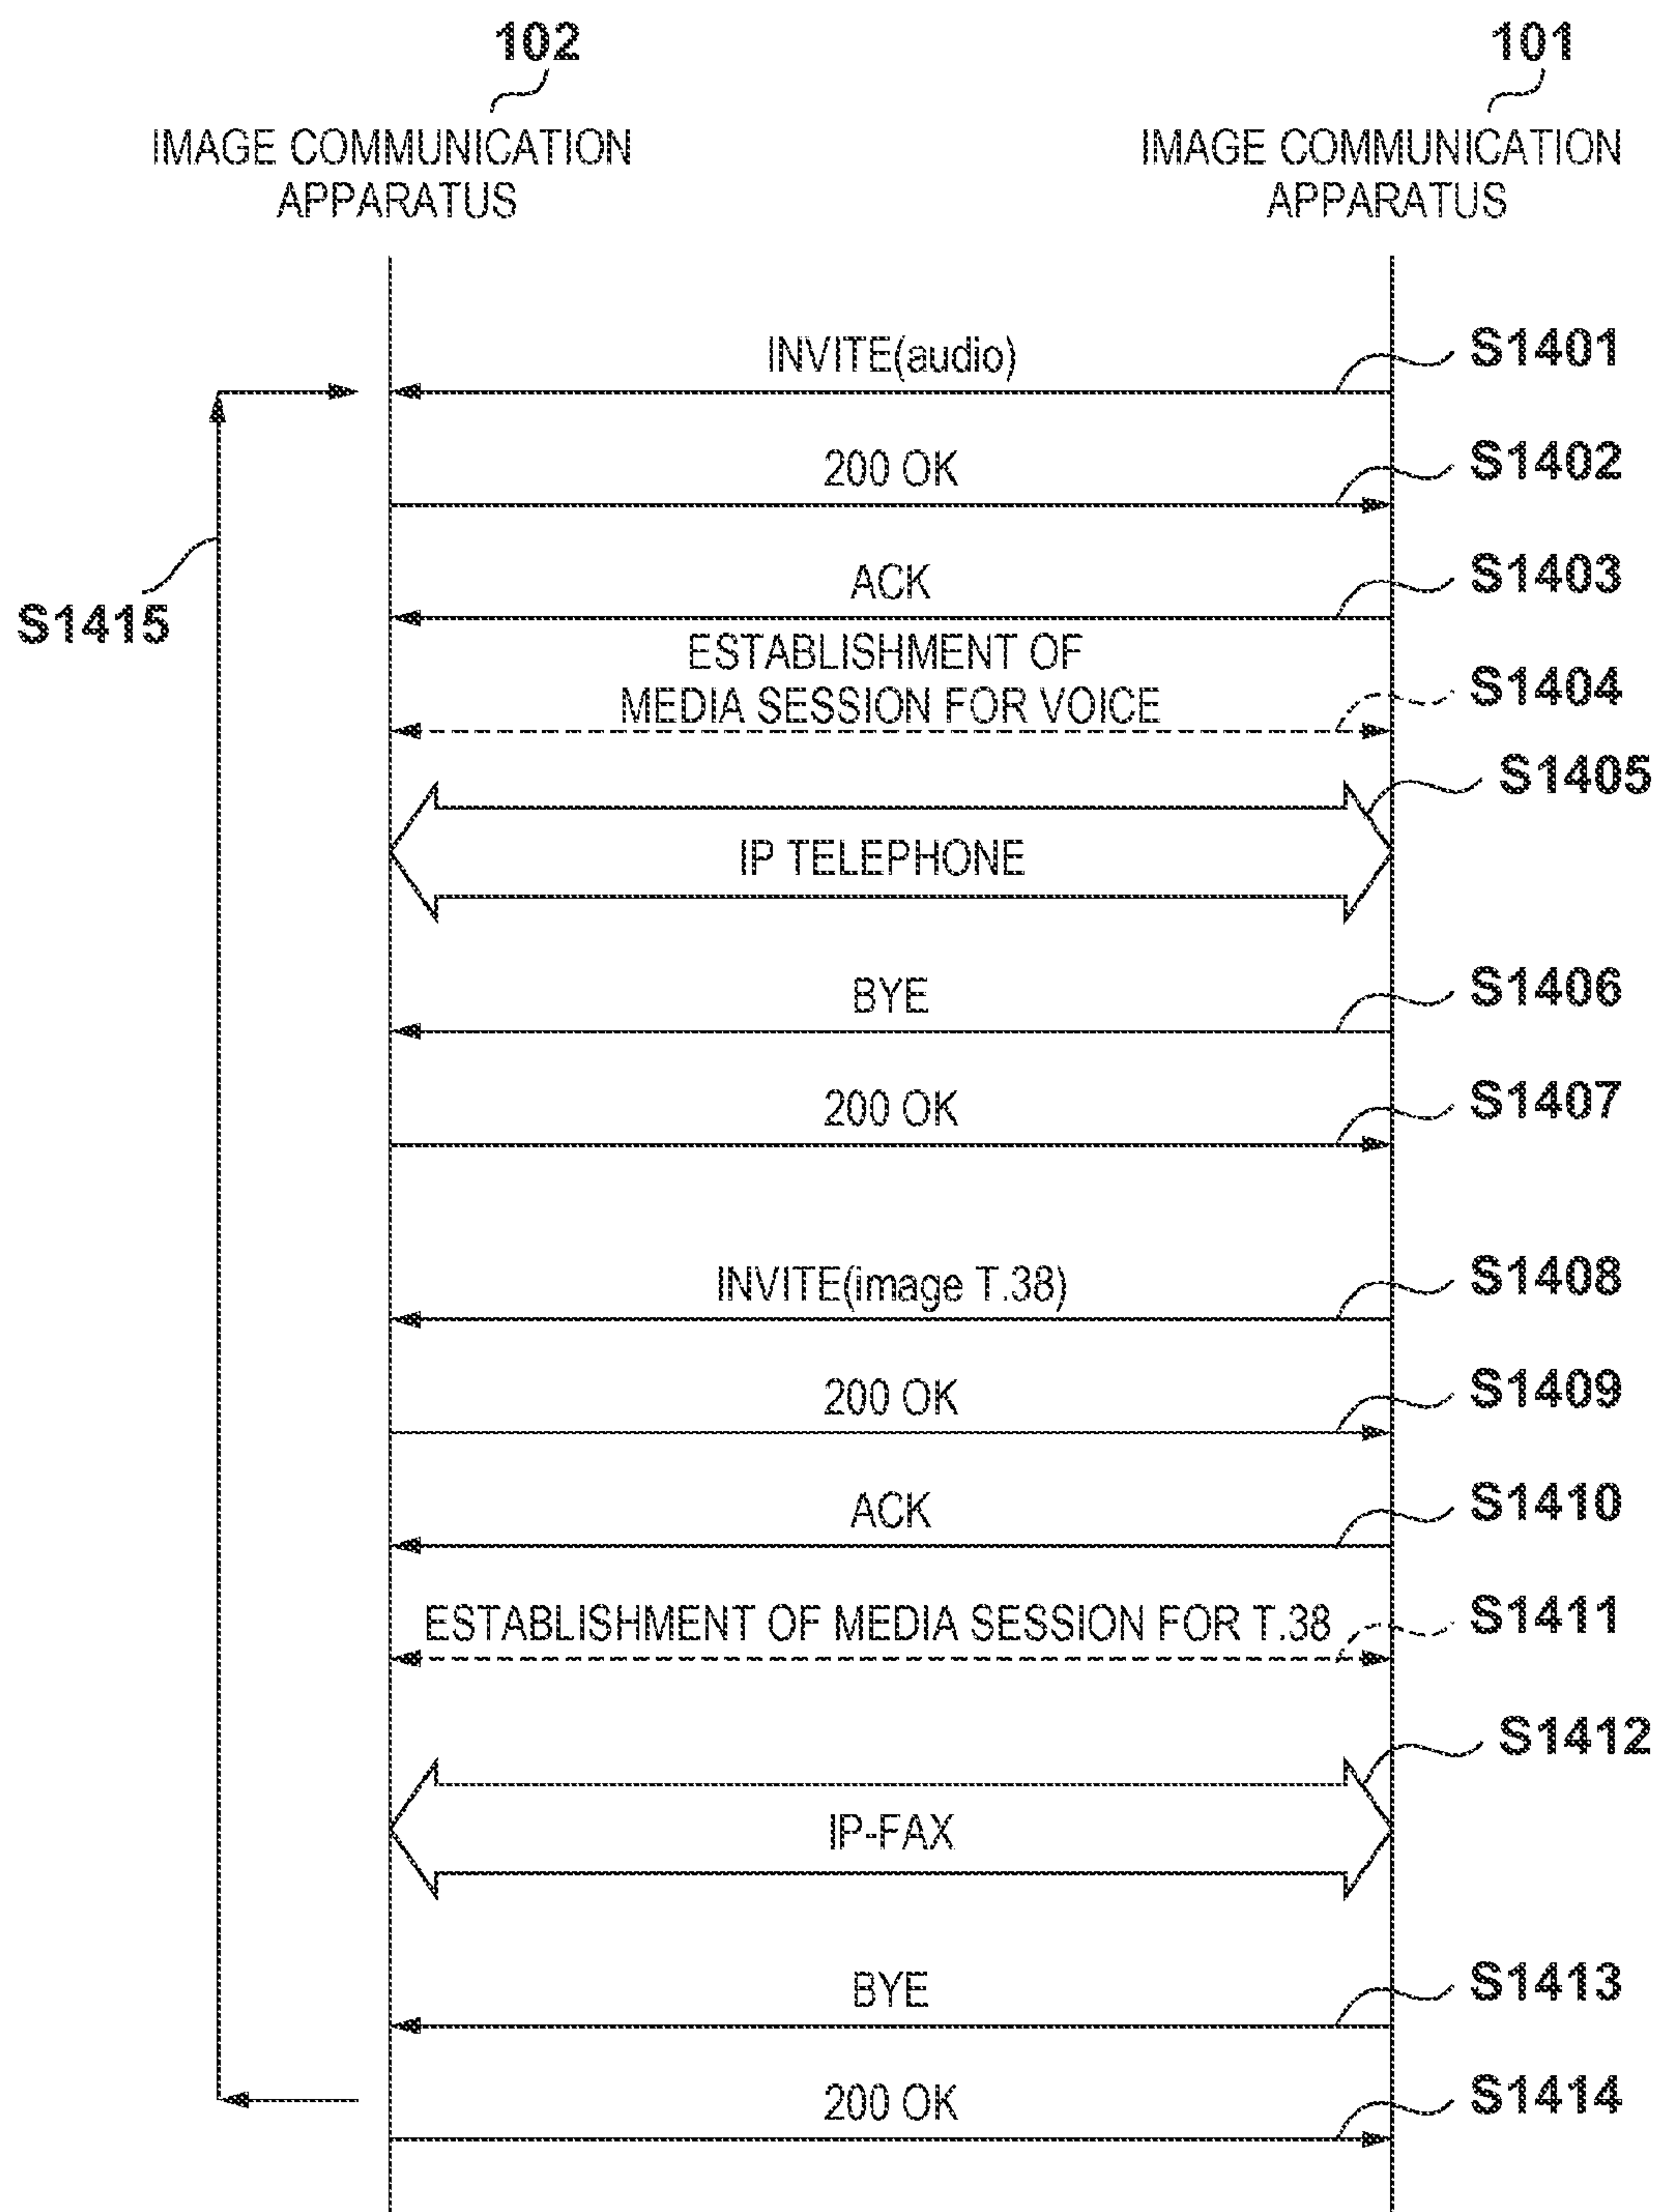 102
101
IMAGE COMMUNICATION
APPARATUS
IMAGE COMMUNICATION
APPARATUS
INVITE(audio)
S1401
200 OK
S1402
ACK
S1403
S1415
ESTABLISHMENT OF
MEDIA SESSION FOR VOICE
S1404
S1405
IP TELEPHONE
BYE
S1406
200 OK
S1407
INVITE(image T.38)
S1408
200 OK
S1409
ACK
S1410
ESTABLISHMENT OF MEDIA SESSION FOR T.38
S1411
S1412
IP-FAX
BYE
S1413
200 OK
S1414